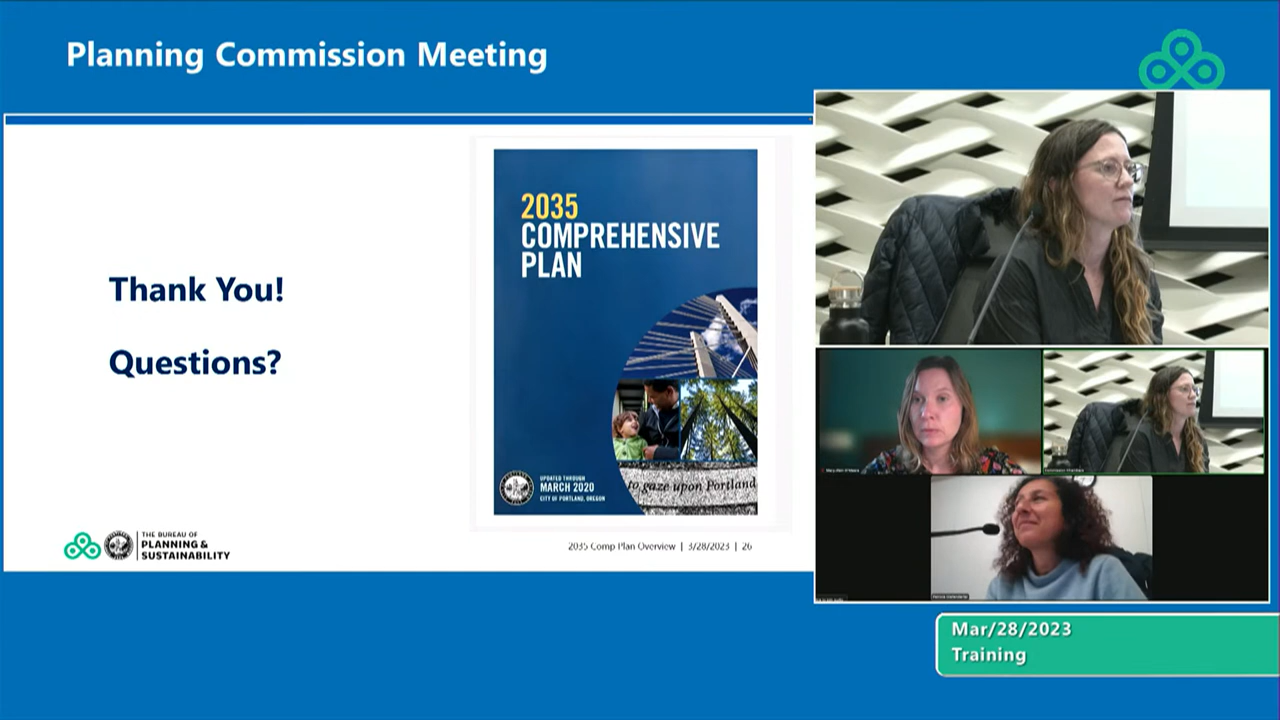 Planning Commission Meeting
Thank You!
Questions?
2035
COMPREHENSIVE
PLAN
to gaze upon Portland
UPDATED THROUGH
MARCH 2020
CITY OF PORTLAND, OREGON
THE BUREAU OF
PLANNING &
SUSTAINABILITY
2035 Comp Plan Overview | 3/28/2023 | 26
Commission Chambers
Mar/28/2023
Training